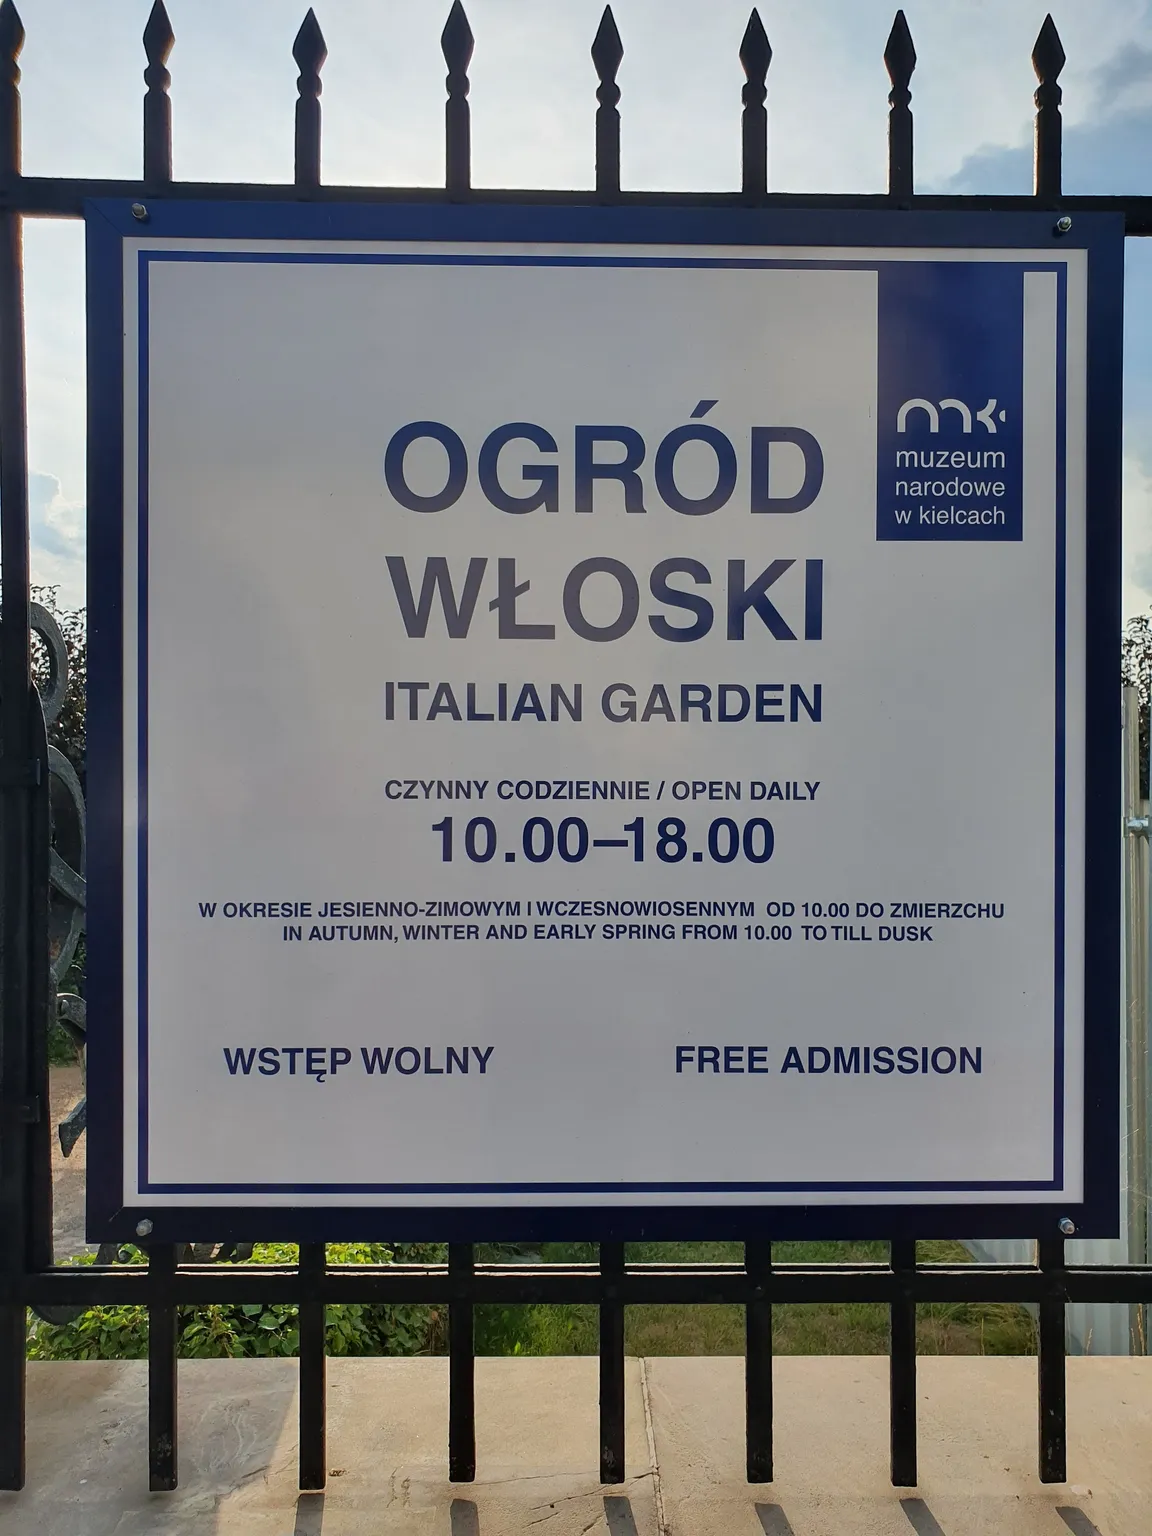 mnk
muzeum
narodowe
w kielcach
OGRÓD
WŁOSKI
ITALIAN GARDEN
CZYNNY CODZIENNIE / OPEN DAILY
10.00–18.00
W OKRESIE JESIENNO-ZIMOWYM I WCZESNOWIOSENNYM OD 10.00 DO ZMIERZCHU
IN AUTUMN, WINTER AND EARLY SPRING FROM 10.00 TO TILL DUSK
WSTĘP WOLNY
FREE ADMISSION